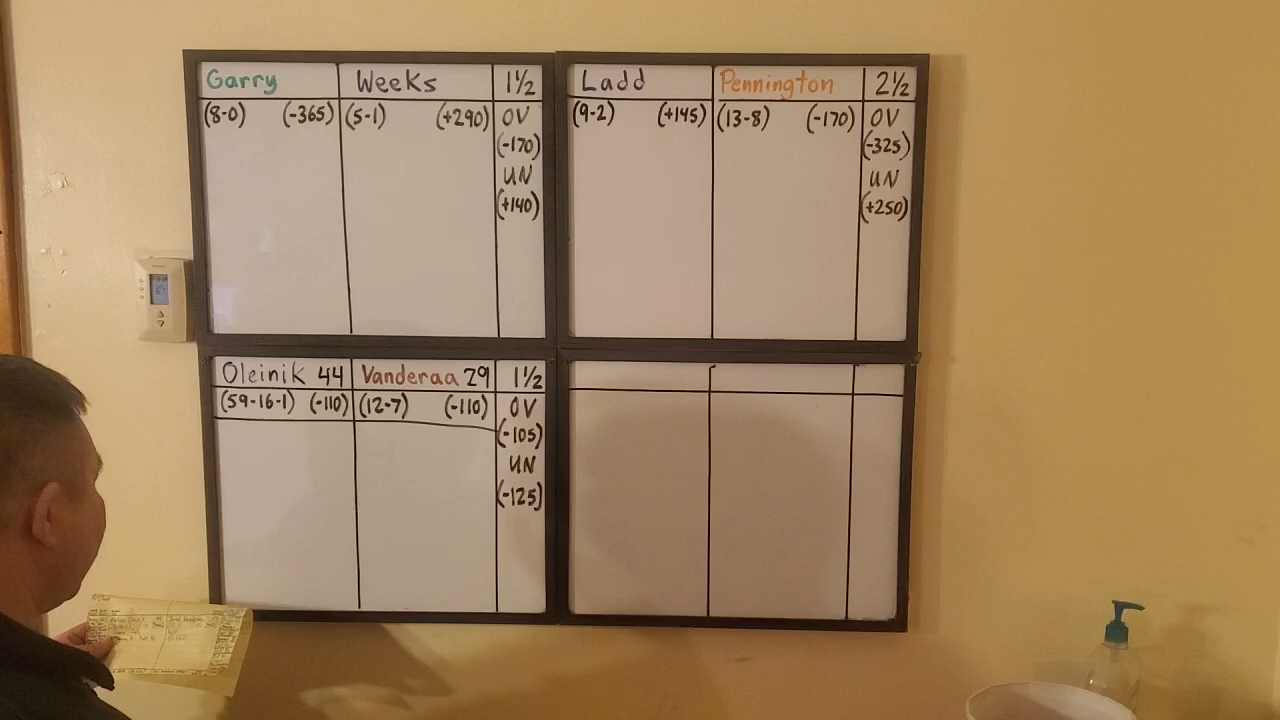 Garry Weeks 1½
(8-0) (-365) (5-1) (+290) OV
(-170)
UN
(+140)
Ladd Pennington 2½
(9-2) (+145) (13-8) (-170) OV
(-325)
UN
(+250)
Oleinik 44 Vanderaa 29 1½
(59-16-1) (-110) (12-7) (-110) OV
(-105)
UN
(-125)